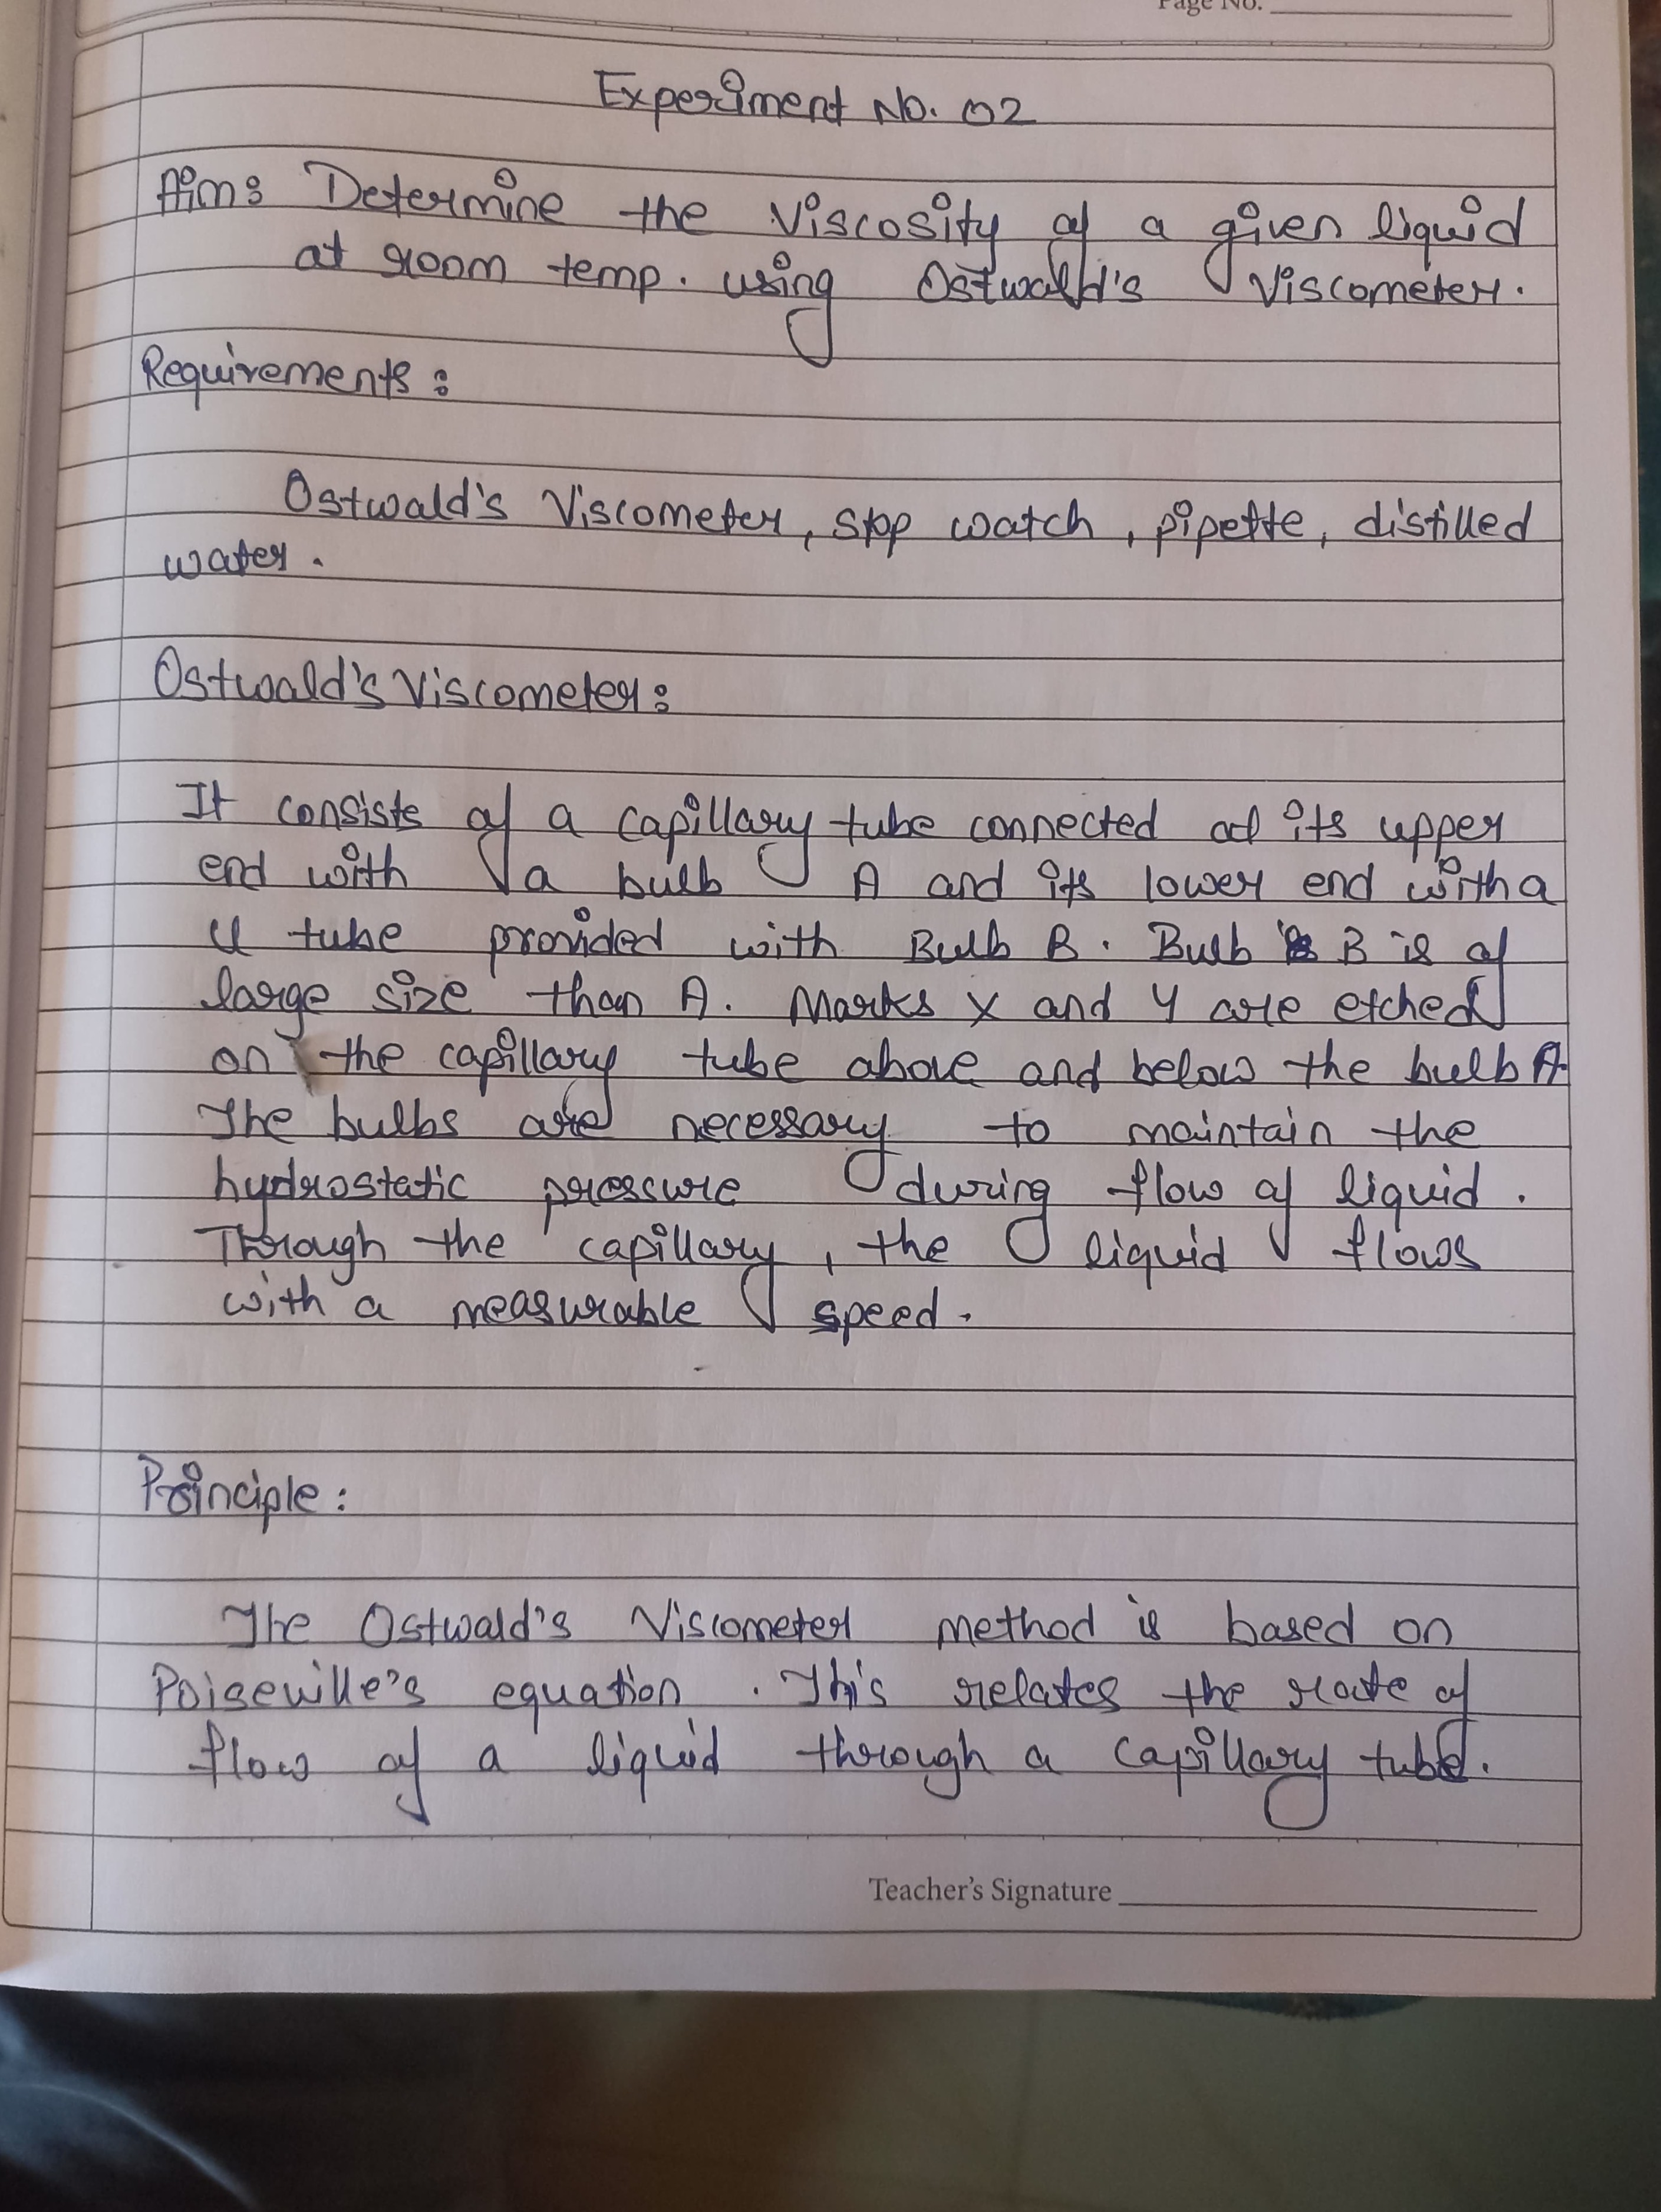 Page No.
Experiment No. 02
Aim: Determine the Viscosity of a given liquid
at room temp. using Ostwald's Viscometer.
Requirements:
Ostwald's Viscometer, stop watch, pipette, distilled
water.
Ostwald's Viscometer:
It consists of a capillary tube connected at its upper
end with a bulb A and its lower end with a
U tube provided with Bulb B. Bulb B is of
large size than A. Marks X and Y are etched
on the capillary tube above and below the bulb A
The bulbs are necessary to maintain the
hydrostatic pressure during flow of liquid.
Through the capillary, the liquid flows
with a measurable speed.
Principle:
The Ostwald's Viscometer method is based on
Poiseuille's equation. This relates the rate of
flow of a liquid through a capillary tube.
Teacher's Signature